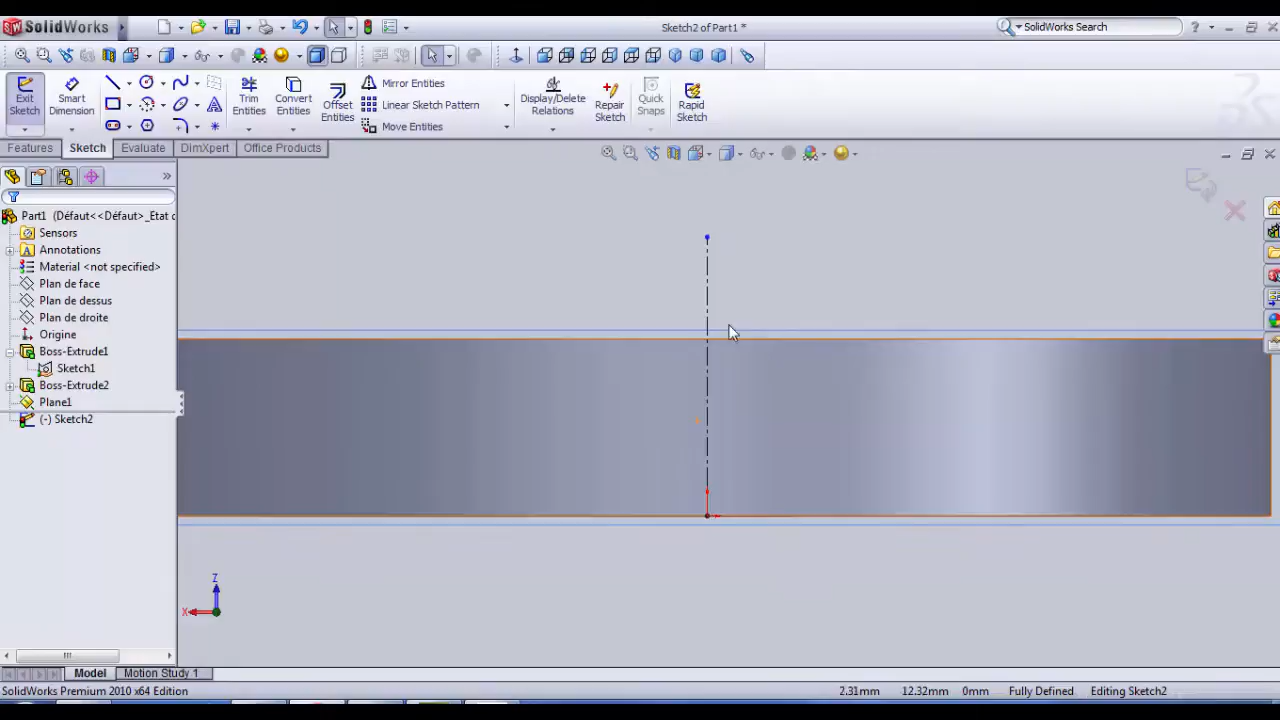 SolidWorks
Sketch2 of Part1 *
SolidWorks Search
Exit Sketch
Smart Dimension
Trim Entities
Convert Entities
Offset Entities
Mirror Entities
Linear Sketch Pattern
Move Entities
Display/Delete Relations
Repair Sketch
Quick Snaps
Rapid Sketch
Features
Sketch
Evaluate
DimXpert
Office Products
Part1 (Défaut<<Défaut>_Etat c
Sensors
Annotations
Material <not specified>
Plan de face
Plan de dessus
Plan de droite
Origine
Boss-Extrude1
Sketch1
Boss-Extrude2
Plane1
(-) Sketch2
Z
X
Model
Motion Study 1
SolidWorks Premium 2010 x64 Edition
2.31mm
12.32mm
0mm
Fully Defined
Editing Sketch2